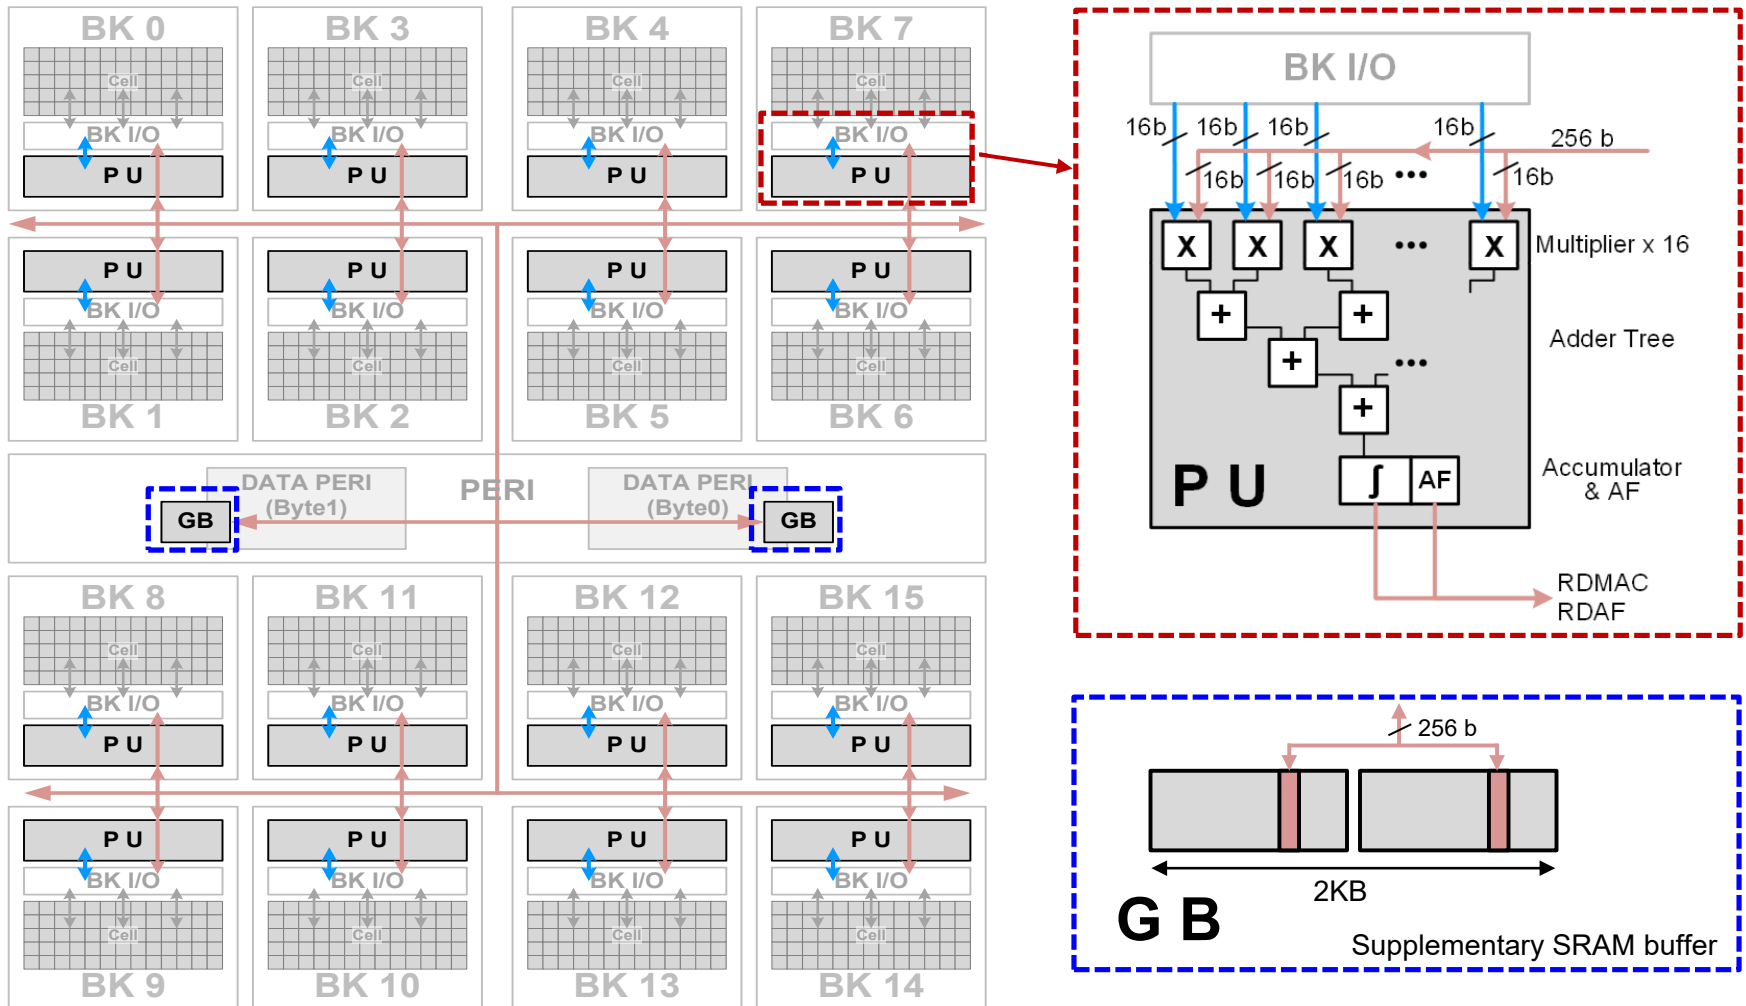 BK 0
BK 3
BK 4
BK 7
Cell
Cell
Cell
Cell
BK I/O
BK I/O
BK I/O
BK I/O
P U
P U
P U
P U
P U
P U
P U
P U
BK I/O
BK I/O
BK I/O
BK I/O
Cell
Cell
Cell
Cell
BK 1
BK 2
BK 5
BK 6
DATA PERI
(Byte1)
PERI
DATA PERI
(Byte0)
GB
GB
BK 8
BK 11
BK 12
BK 15
Cell
Cell
Cell
Cell
BK I/O
BK I/O
BK I/O
BK I/O
P U
P U
P U
P U
P U
P U
P U
P U
BK I/O
BK I/O
BK I/O
BK I/O
Cell
Cell
Cell
Cell
BK 9
BK 10
BK 13
BK 14
BK I/O
16b
16b
16b
16b
256 b
16b
16b
16b
•••
16b
X
X
X
•••
X
Multiplier x 16
+
+
Adder Tree
+
•••
+
∫
AF
Accumulator
& AF
P U
RDMAC
RDAF
256 b
2KB
G B
Supplementary SRAM buffer